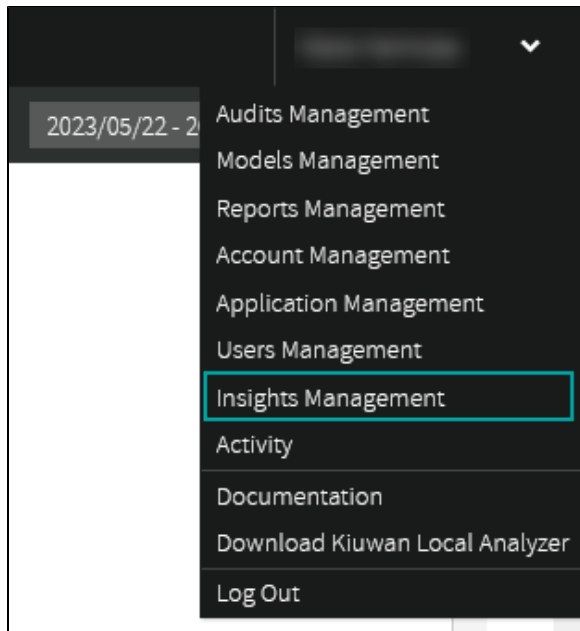 2023/05/22 - 2
Audits Management
Models Management
Reports Management
Account Management
Application Management
Users Management
Insights Management
Activity
Documentation
Download Kiuwan Local Analyzer
Log Out